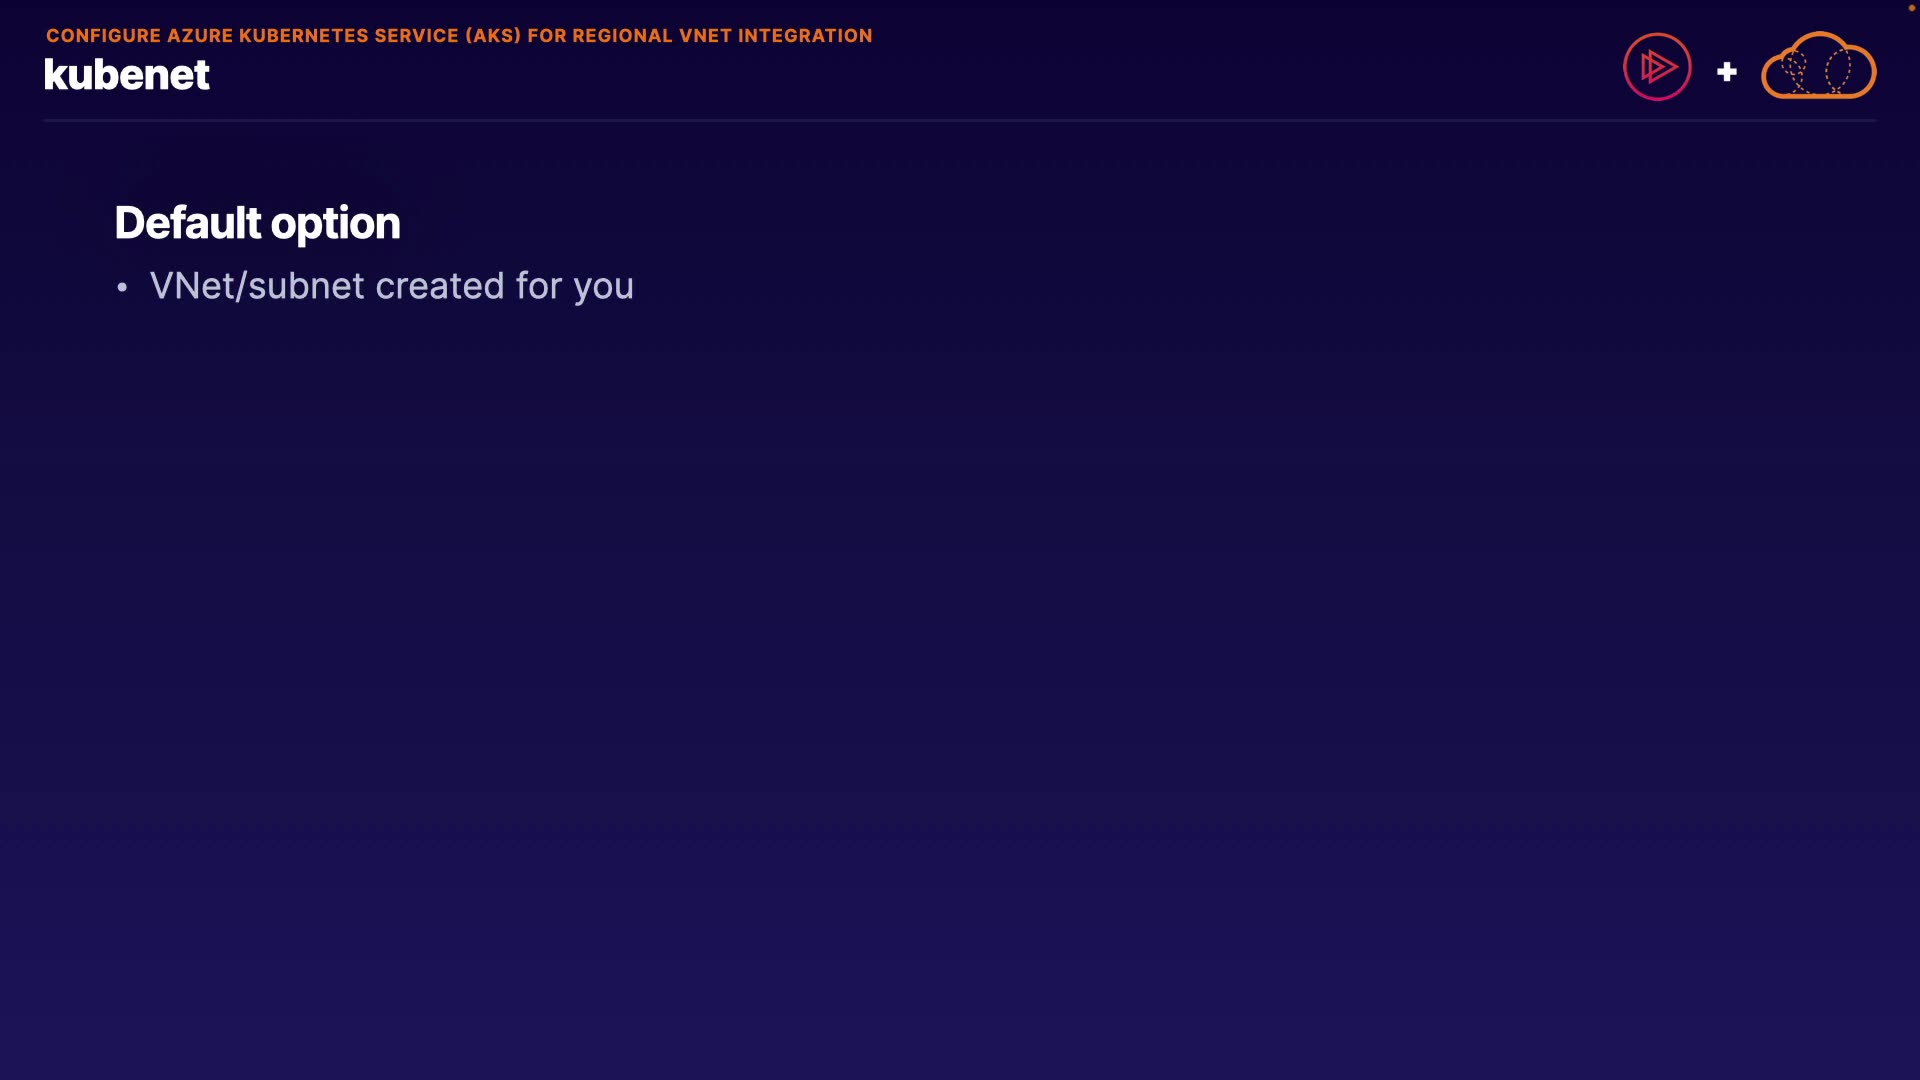 CONFIGURE AZURE KUBERNETES SERVICE (AKS) FOR REGIONAL VNET INTEGRATION
kubenet
+
Default option
• VNet/subnet created for you